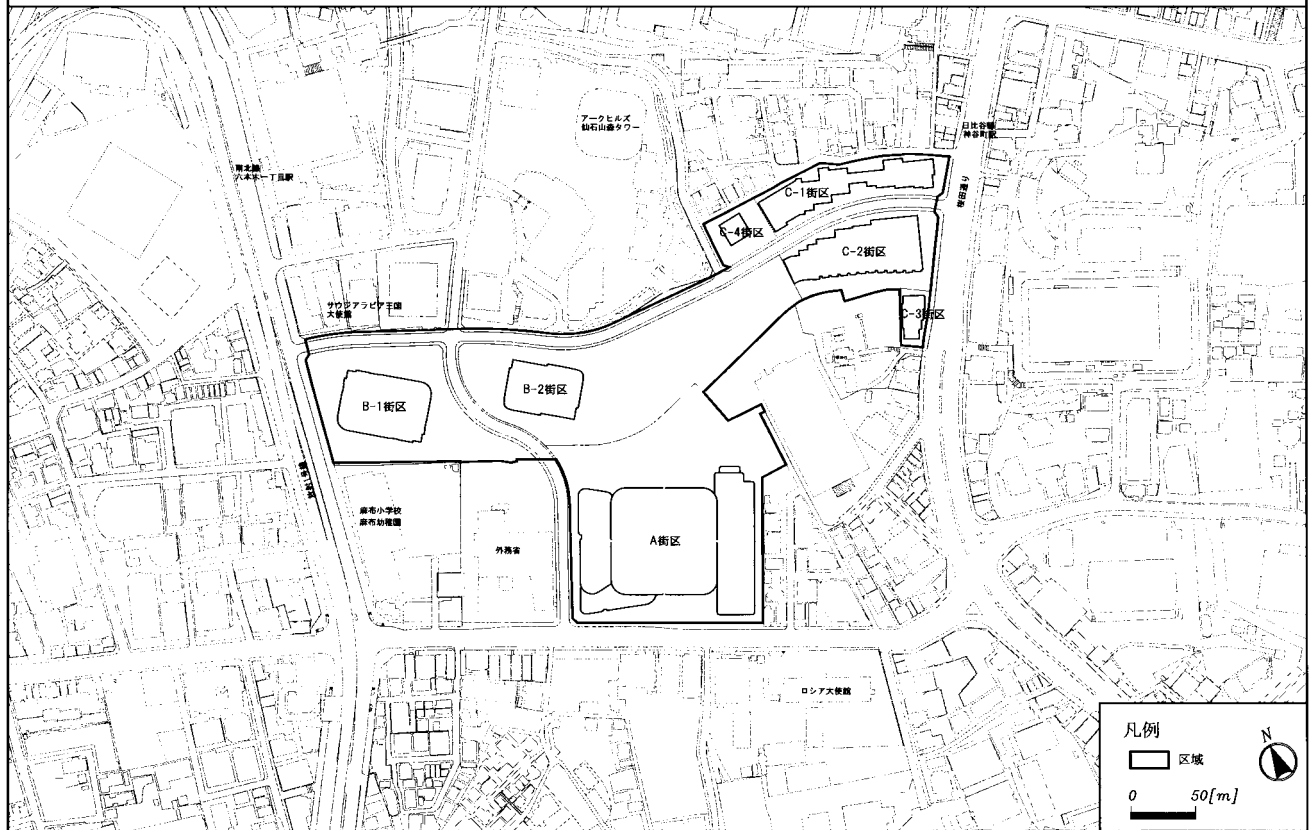 アークヒルズ
仙石山森タワー
日比谷線
神谷町駅
南北線
六本木一丁目駅
C-1街区
桜田通り
C-4街区
C-2街区
サウジアラビア王国
大使館
C-3街区
B-2街区
B-1街区
麻布小学校
麻布幼稚園
外務省
A街区
ロシア大使館
凡例
区域
N
0 50[m]